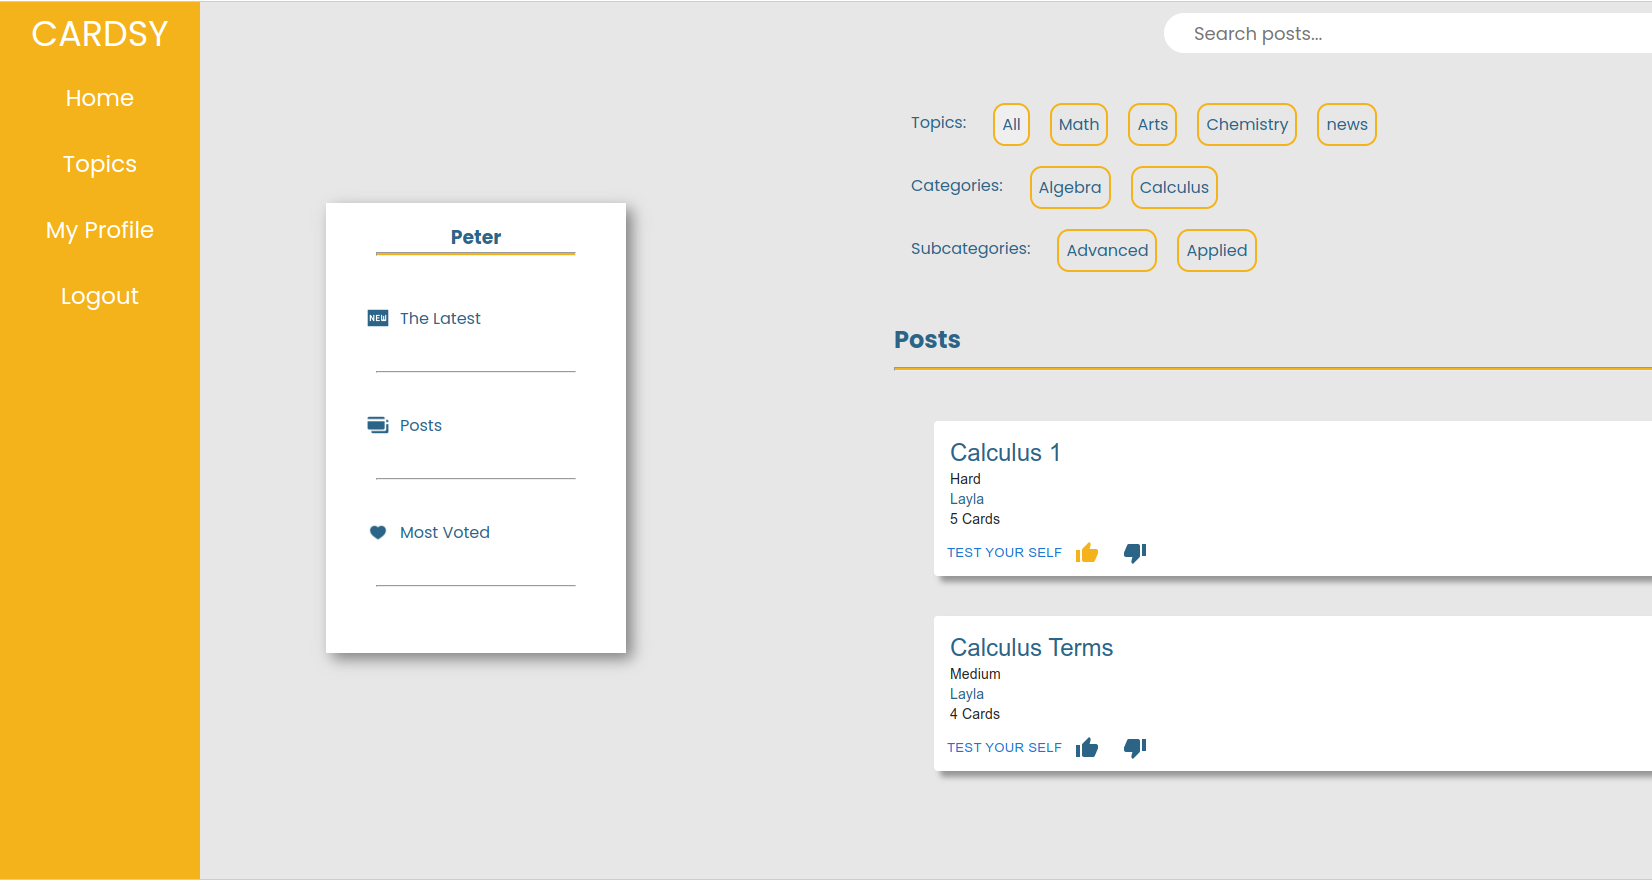 CARDSY
Home
Topics
My Profile
Logout
Peter
NEW The Latest
Posts
Most Voted
Search posts...
Topics: All Math Arts Chemistry news
Categories: Algebra Calculus
Subcategories: Advanced Applied
Posts
Calculus 1
Hard
Layla
5 Cards
TEST YOUR SELF
Calculus Terms
Medium
Layla
4 Cards
TEST YOUR SELF